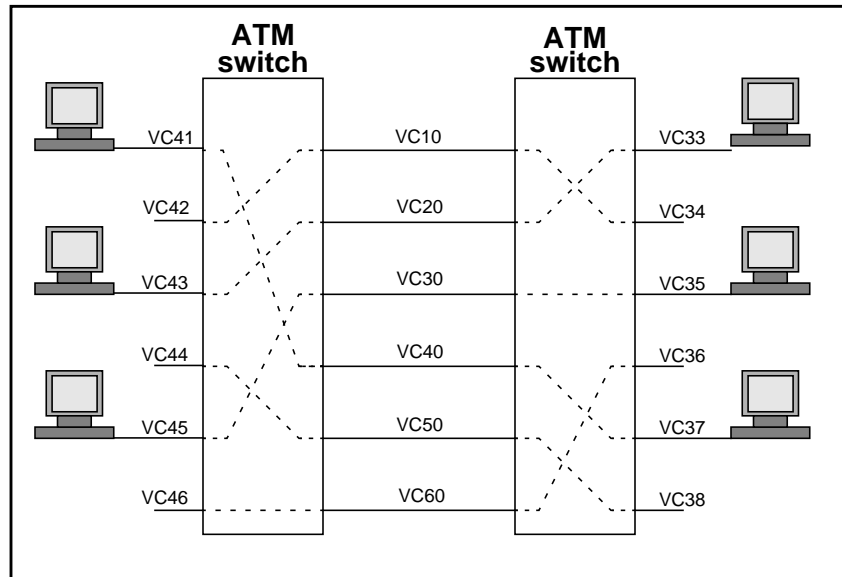 ATM
switch
ATM
switch
VC41
VC10
VC33
VC42
VC20
VC34
VC43
VC30
VC35
VC44
VC40
VC36
VC45
VC50
VC37
VC46
VC60
VC38